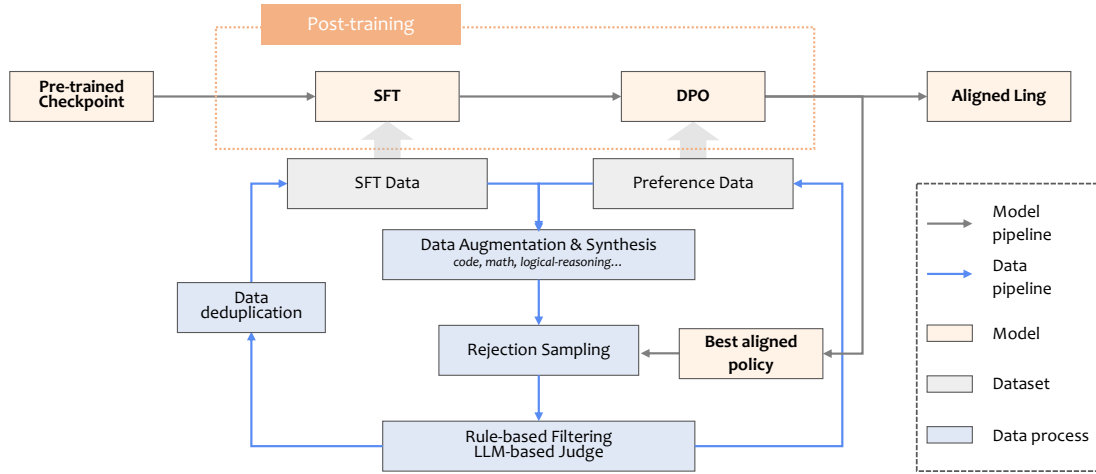 Post-training
Pre-trained
Checkpoint
SFT
DPO
Aligned Ling
SFT Data
Preference Data
Data Augmentation & Synthesis
code, math, logical-reasoning...
Data
deduplication
Rejection Sampling
Best aligned
policy
Rule-based Filtering
LLM-based Judge
Model
pipeline
Data
pipeline
Model
Dataset
Data process